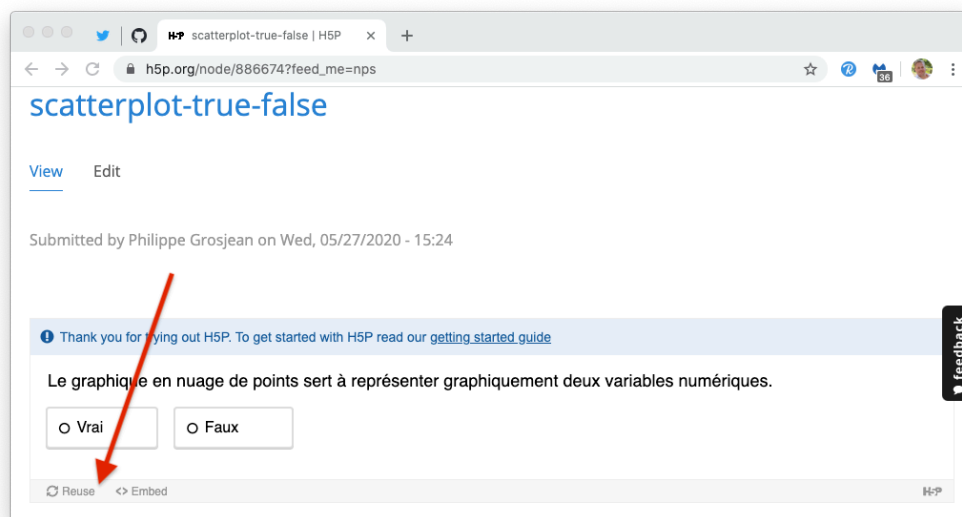 H-P scatterplot-true-false | H5P
h5p.org/node/886674?feed_me=nps
36
scatterplot-true-false
View Edit
Submitted by Philippe Grosjean on Wed, 05/27/2020 - 15:24
Thank you for trying out H5P. To get started with H5P read our getting started guide
feedback
Le graphique en nuage de points sert à représenter graphiquement deux variables numériques.
Vrai Faux
Reuse <> Embed H5P